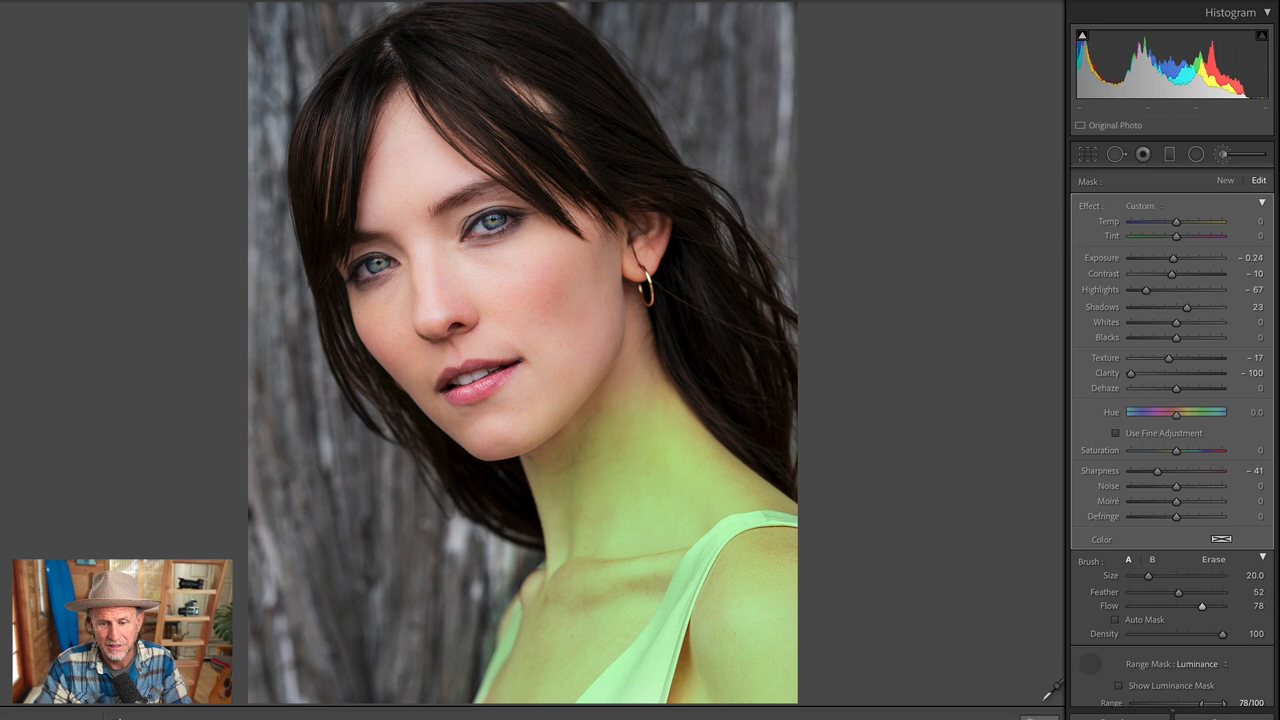 Histogram
Original Photo
Mask : New Edit
Effect : Custom
Temp 0
Tint 0
Exposure – 0.24
Contrast – 10
Highlights – 67
Shadows 23
Whites 0
Blacks 0
Texture – 17
Clarity – 100
Dehaze 0
Hue 0.0
Use Fine Adjustment
Saturation 0
Sharpness – 41
Noise 0
Moiré 0
Defringe 0
Color
Brush : A B Erase
Size 20.0
Feather 52
Flow 78
Auto Mask
Density 100
Range Mask : Luminance
Show Luminance Mask
Range 78/100